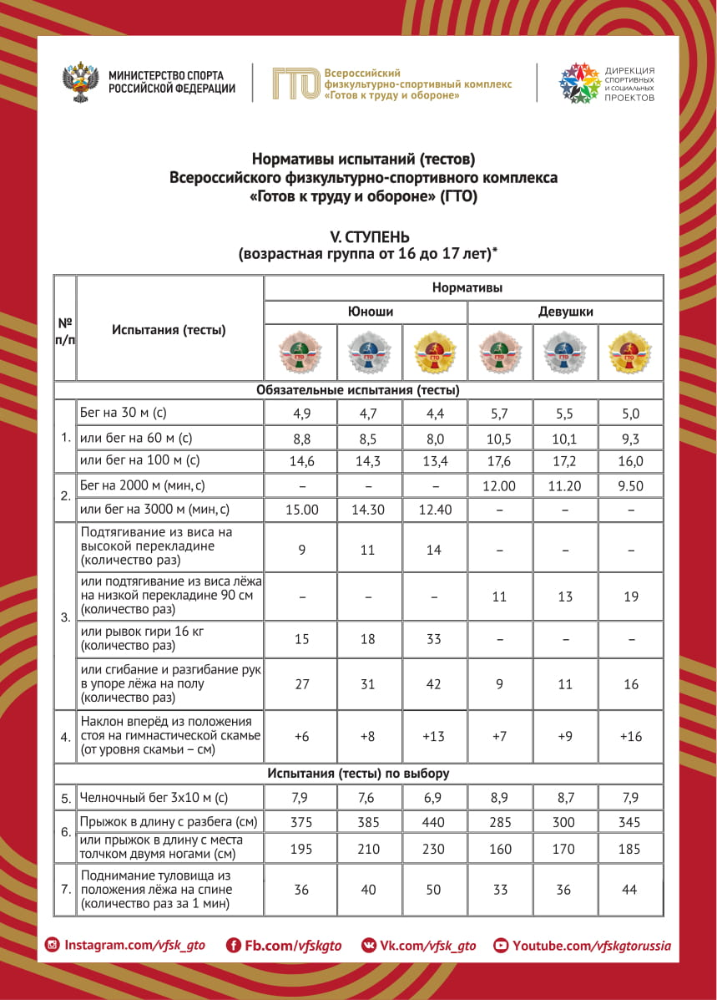 МИНИСТЕРСТВО СПОРТА
РОССИЙСКОЙ ФЕДЕРАЦИИ
ГТО
Всероссийский
физкультурно-спортивный комплекс
«Готов к труду и обороне»
ДИРЕКЦИЯ
СПОРТИВНЫХ
И СОЦИАЛЬНЫХ
ПРОЕКТОВ
Нормативы испытаний (тестов)
Всероссийского физкультурно-спортивного комплекса
«Готов к труду и обороне» (ГТО)
V. СТУПЕНЬ
(возрастная группа от 16 до 17 лет)*
№ п/п Испытания (тесты) Нормативы
Юноши Девушки
ГТО ГТО ГТО ГТО ГТО ГТО
Обязательные испытания (тесты)
1. Бег на 30 м (с) 4,9 4,7 4,4 5,7 5,5 5,0
или бег на 60 м (с) 8,8 8,5 8,0 10,5 10,1 9,3
или бег на 100 м (с) 14,6 14,3 13,4 17,6 17,2 16,0
2. Бег на 2000 м (мин, с) – – – 12.00 11.20 9.50
или бег на 3000 м (мин, с) 15.00 14.30 12.40 – – –
3. Подтягивание из виса на
высокой перекладине
(количество раз) 9 11 14 – – –
или подтягивание из виса лёжа
на низкой перекладине 90 см
(количество раз) – – – 11 13 19
или рывок гири 16 кг
(количество раз) 15 18 33 – – –
или сгибание и разгибание рук
в упоре лёжа на полу
(количество раз) 27 31 42 9 11 16
4. Наклон вперёд из положения
стоя на гимнастической скамье
(от уровня скамьи – см) +6 +8 +13 +7 +9 +16
Испытания (тесты) по выбору
5. Челночный бег 3х10 м (с) 7,9 7,6 6,9 8,9 8,7 7,9
6. Прыжок в длину с разбега (см) 375 385 440 285 300 345
или прыжок в длину с места
толчком двумя ногами (см) 195 210 230 160 170 185
7. Поднимание туловища из
положения лёжа на спине
(количество раз за 1 мин) 36 40 50 33 36 44
Instagram.com/vfsk_gto Fb.com/vfskgto Vk.com/vfsk_gto Youtube.com/vfskgtorussia